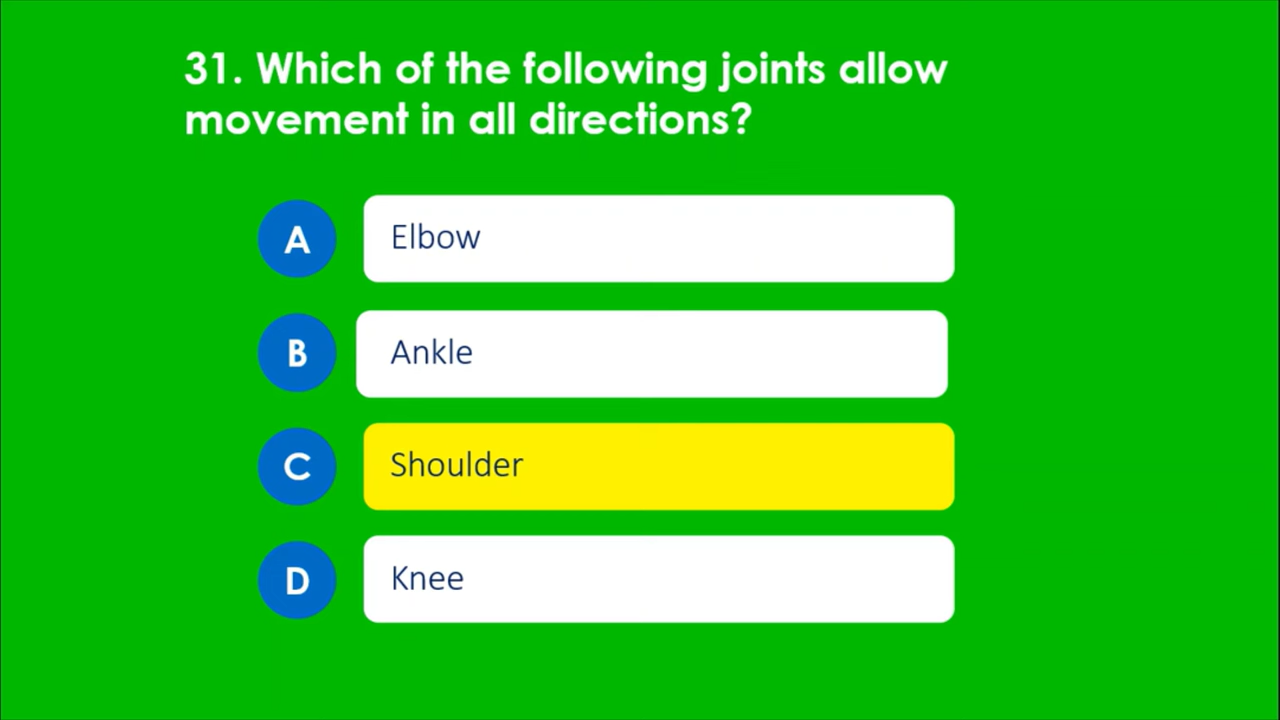 31. Which of the following joints allow
movement in all directions?
A Elbow
B Ankle
C Shoulder
D Knee